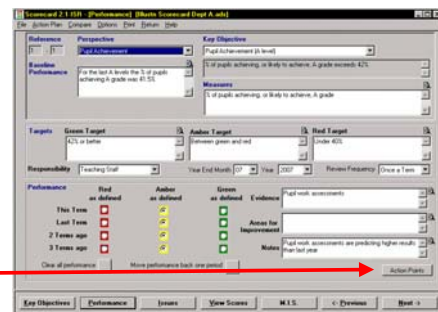 Scorecard 2.1 ISR - [Performance] [Illustro Scorecard Dept A.ads]
File Action Plan Compare Options Print Return Help
Reference Perspective Key Objective
Pupil Achievement Pupil Achievement (A level)
Baseline Performance
For the last A levels the % of pupils achieving A grade was 41.5%
% of pupils achieving, or likely to achieve, A grade exceeds 42%
Measures
% of pupils achieving, or likely to achieve, A grade
Targets Green Target Amber Target Red Target
42% or better Between green and red Under 40%
Responsibility Teaching Staff Year End Month 07 Year 2007 Review Frequency Once a Term
Performance Red as defined Amber as defined Green as defined
Evidence Pupil work assessments
This Term
Last Term Areas for Improvement
2 Terms ago
3 Terms ago Notes Pupil work assessments are predicting higher results than last year
Clear all performance Move performance back one period Action Points
Key Objectives Performance Issues View Scores M.I.S. <- Previous Next ->